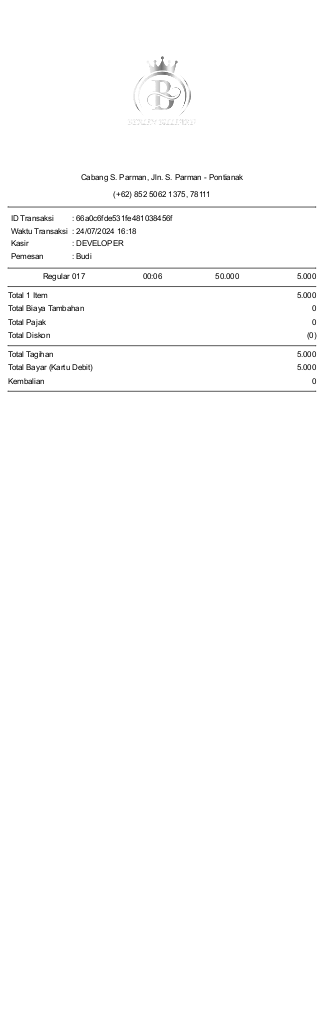 B
Cabang S. Parman, Jln. S. Parman - Pontianak
(+62) 852 5062 1375, 78111
ID Transaksi : 66a0c6fde531fe481038456f
Waktu Transaksi : 24/07/2024 16:18
Kasir : DEVELOPER
Pemesan : Budi
Regular 017 00:06 50.000 5.000
Total 1 Item 5.000
Total Biaya Tambahan 0
Total Pajak 0
Total Diskon (0)
Total Tagihan 5.000
Total Bayar (Kartu Debit) 5.000
Kembalian 0